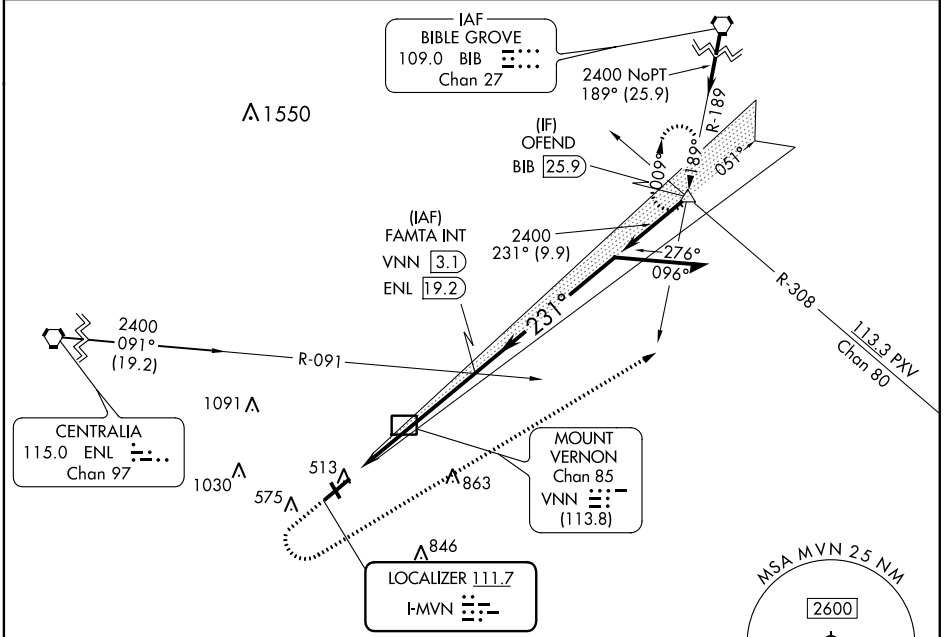 IAF
BIBLE GROVE
109.0 BIB
Chan 27
2400 NoPT
189° (25.9)
R-189
1550
(IF)
OFEND
BIB 25.9
009°
189°
051°
(IAF)
FAMTA INT
VNN 3.1
ENL 19.2
2400
231° (9.9)
276°
096°
231°
R-308
113.3 PXV
Chan 80
2400
091°
(19.2)
R-091
1091
CENTRALIA
115.0 ENL
Chan 97
1030
575
513
863
MOUNT
VERNON
Chan 85
VNN
(113.8)
846
LOCALIZER 111.7
I-MVN
MSA MVN 25 NM
2600